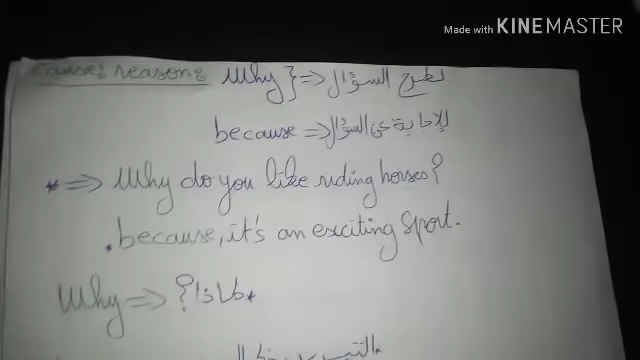 Made with KINEMASTER
cause: reason: Why } => لطرح السؤال
because => للإجابة عن السؤال
*=> Why do you like riding horses?
. because, it's an exciting sport.
Why => لماذا؟ *